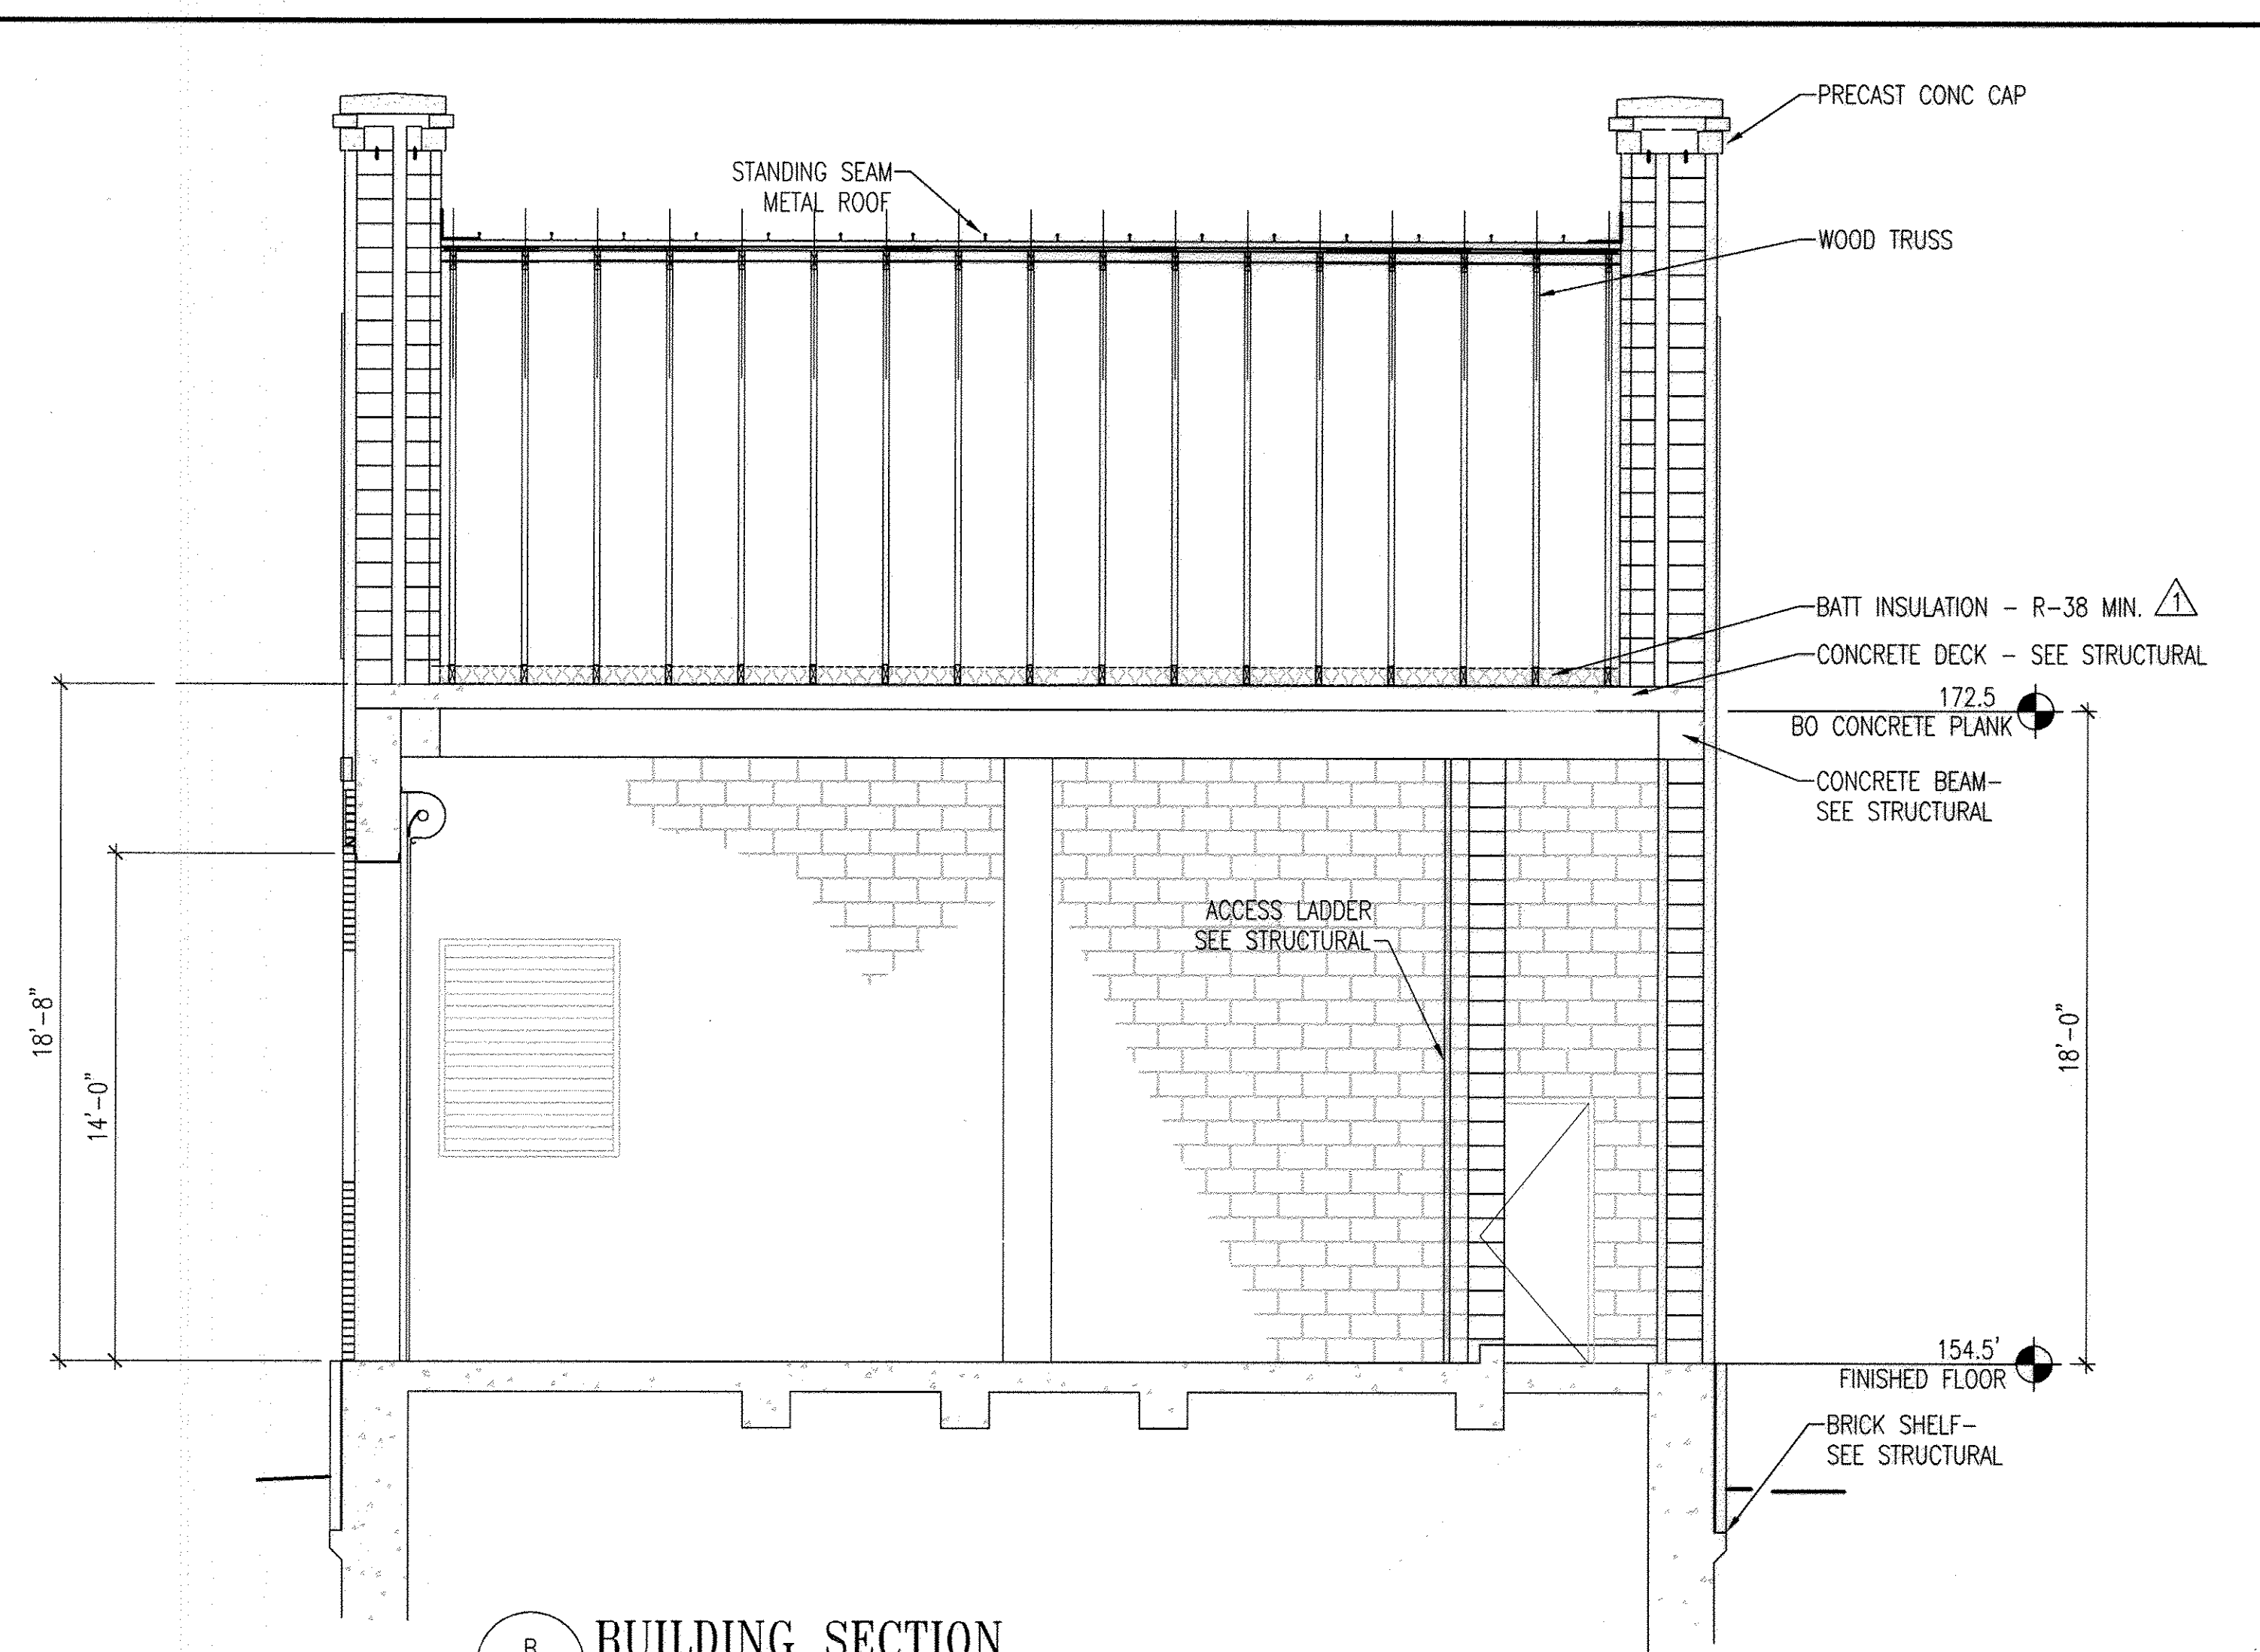 PRECAST CONC CAP
STANDING SEAM
METAL ROOF
WOOD TRUSS
BATT INSULATION - R-38 MIN. 1
CONCRETE DECK - SEE STRUCTURAL
172.5
BO CONCRETE PLANK
CONCRETE BEAM-
SEE STRUCTURAL
ACCESS LADDER
SEE STRUCTURAL
18'-8"
14'-0"
18'-0"
154.5'
FINISHED FLOOR
BRICK SHELF-
SEE STRUCTURAL
B
BUILDING SECTION